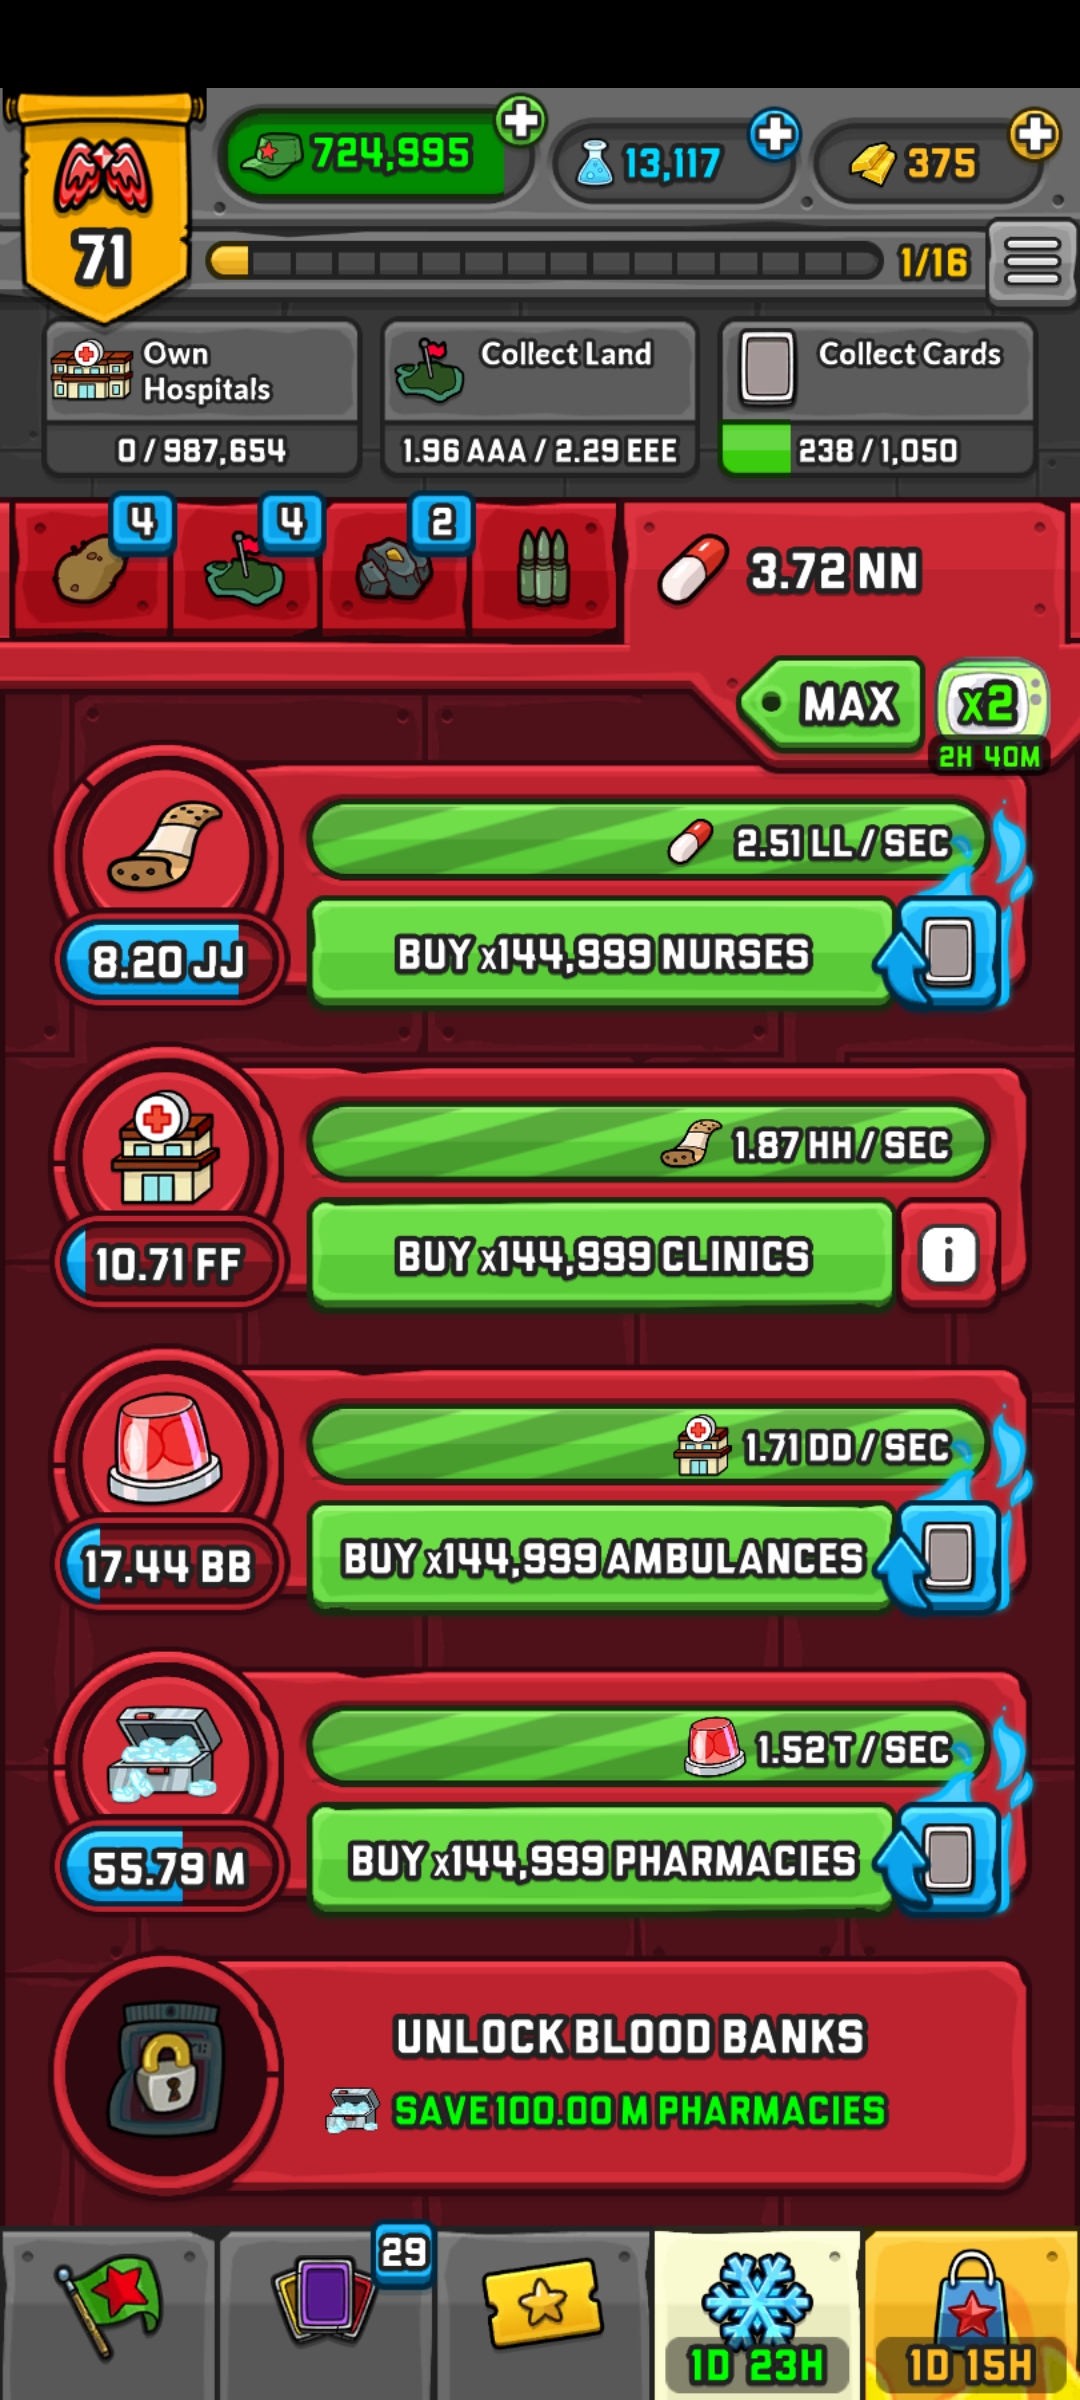 724,995
13,117
375
71
1/16
Own
Hospitals
Collect Land
Collect Cards
0 / 987,654
1.96 AAA / 2.29 EEE
238 / 1,050
4
4
2
3.72 NN
MAX
x2
2H 40M
2.51 LL / SEC
8.20 JJ
BUY x144,999 NURSES
1.87 HH / SEC
10.71 FF
BUY x144,999 CLINICS
i
1.71 DD / SEC
17.44 BB
BUY x144,999 AMBULANCES
1.52 T / SEC
55.79 M
BUY x144,999 PHARMACIES
UNLOCK BLOOD BANKS
SAVE 100.00 M PHARMACIES
29
1D 23H
1D 15H